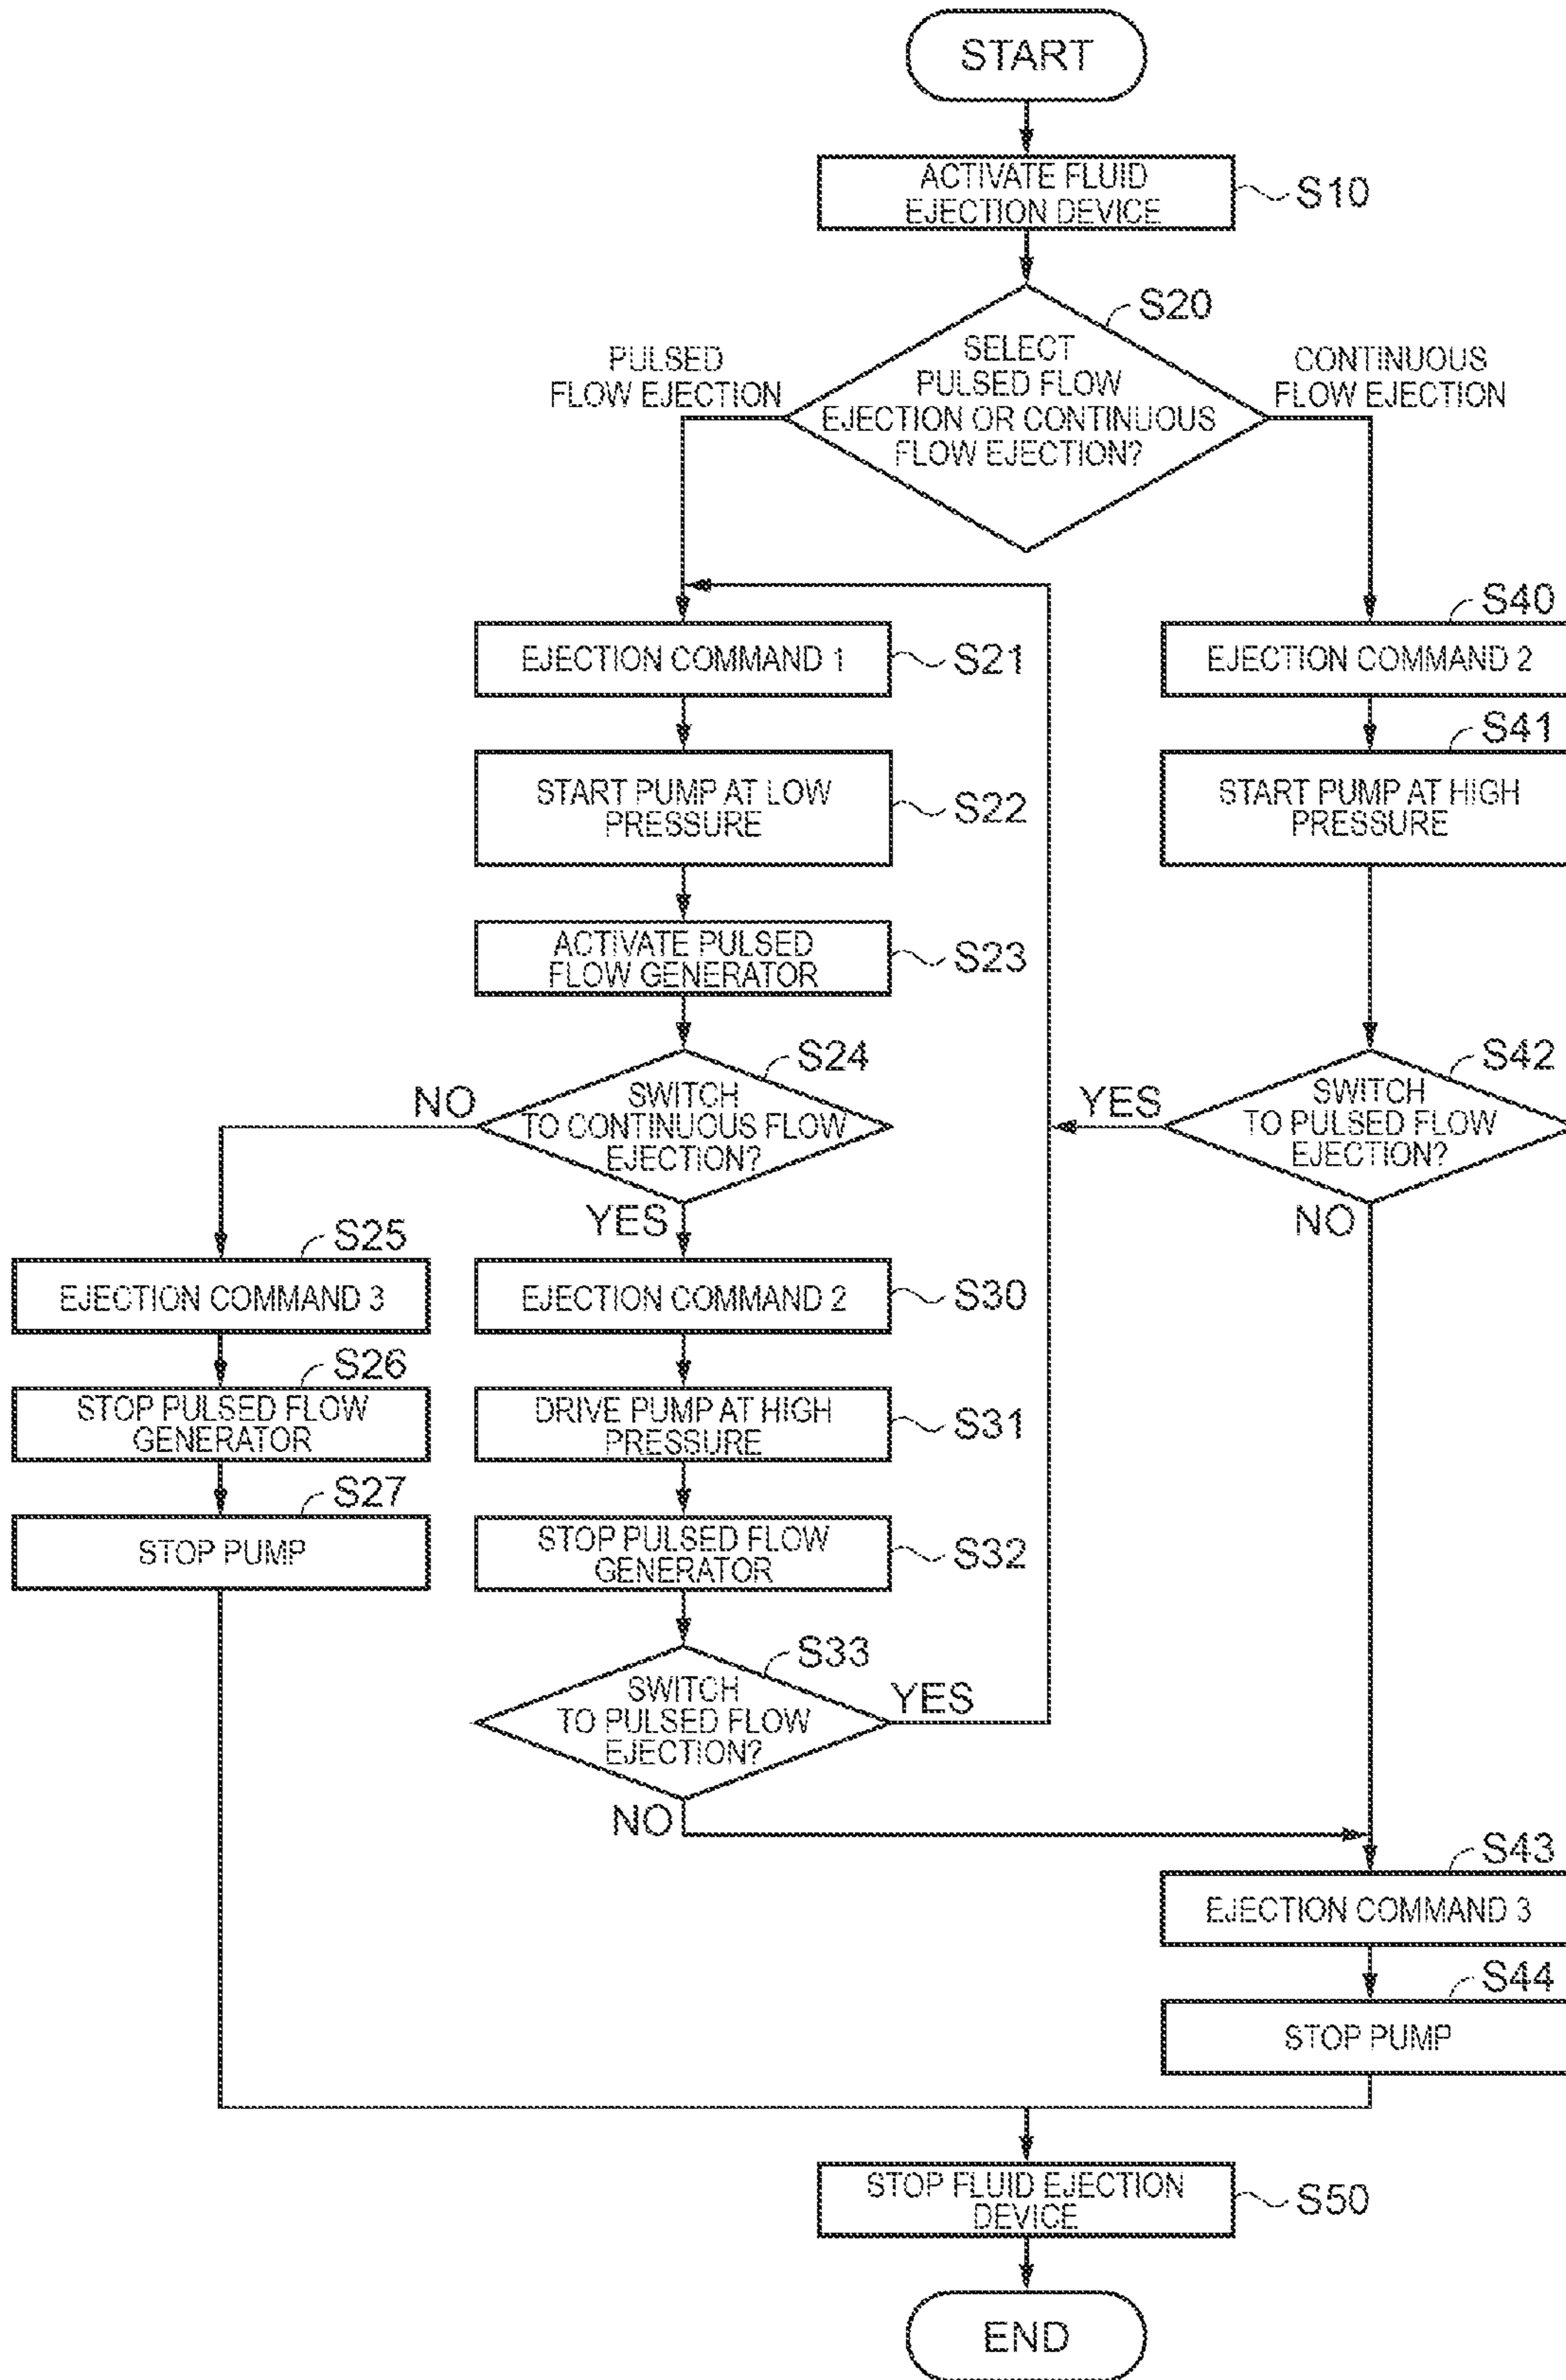 START
ACTIVATE FLUID
EJECTION DEVICE
S10
S20
SELECT
PULSED FLOW
EJECTION OR CONTINUOUS
FLOW EJECTION?
PULSED
FLOW EJECTION
CONTINUOUS
FLOW EJECTION
EJECTION COMMAND 1
S21
S40
EJECTION COMMAND 2
START PUMP AT LOW
PRESSURE
S22
S41
START PUMP AT HIGH
PRESSURE
ACTIVATE PULSED
FLOW GENERATOR
S23
S24
SWITCH
TO CONTINUOUS FLOW
EJECTION?
NO
YES
S42
SWITCH
TO PULSED FLOW
EJECTION?
YES
NO
S25
EJECTION COMMAND 3
EJECTION COMMAND 2
S30
S26
STOP PULSED FLOW
GENERATOR
DRIVE PUMP AT HIGH
PRESSURE
S31
S27
STOP PUMP
STOP PULSED FLOW
GENERATOR
S32
S33
SWITCH
TO PULSED FLOW
EJECTION?
YES
NO
S43
EJECTION COMMAND 3
S44
STOP PUMP
STOP FLUID EJECTION
DEVICE
S50
END